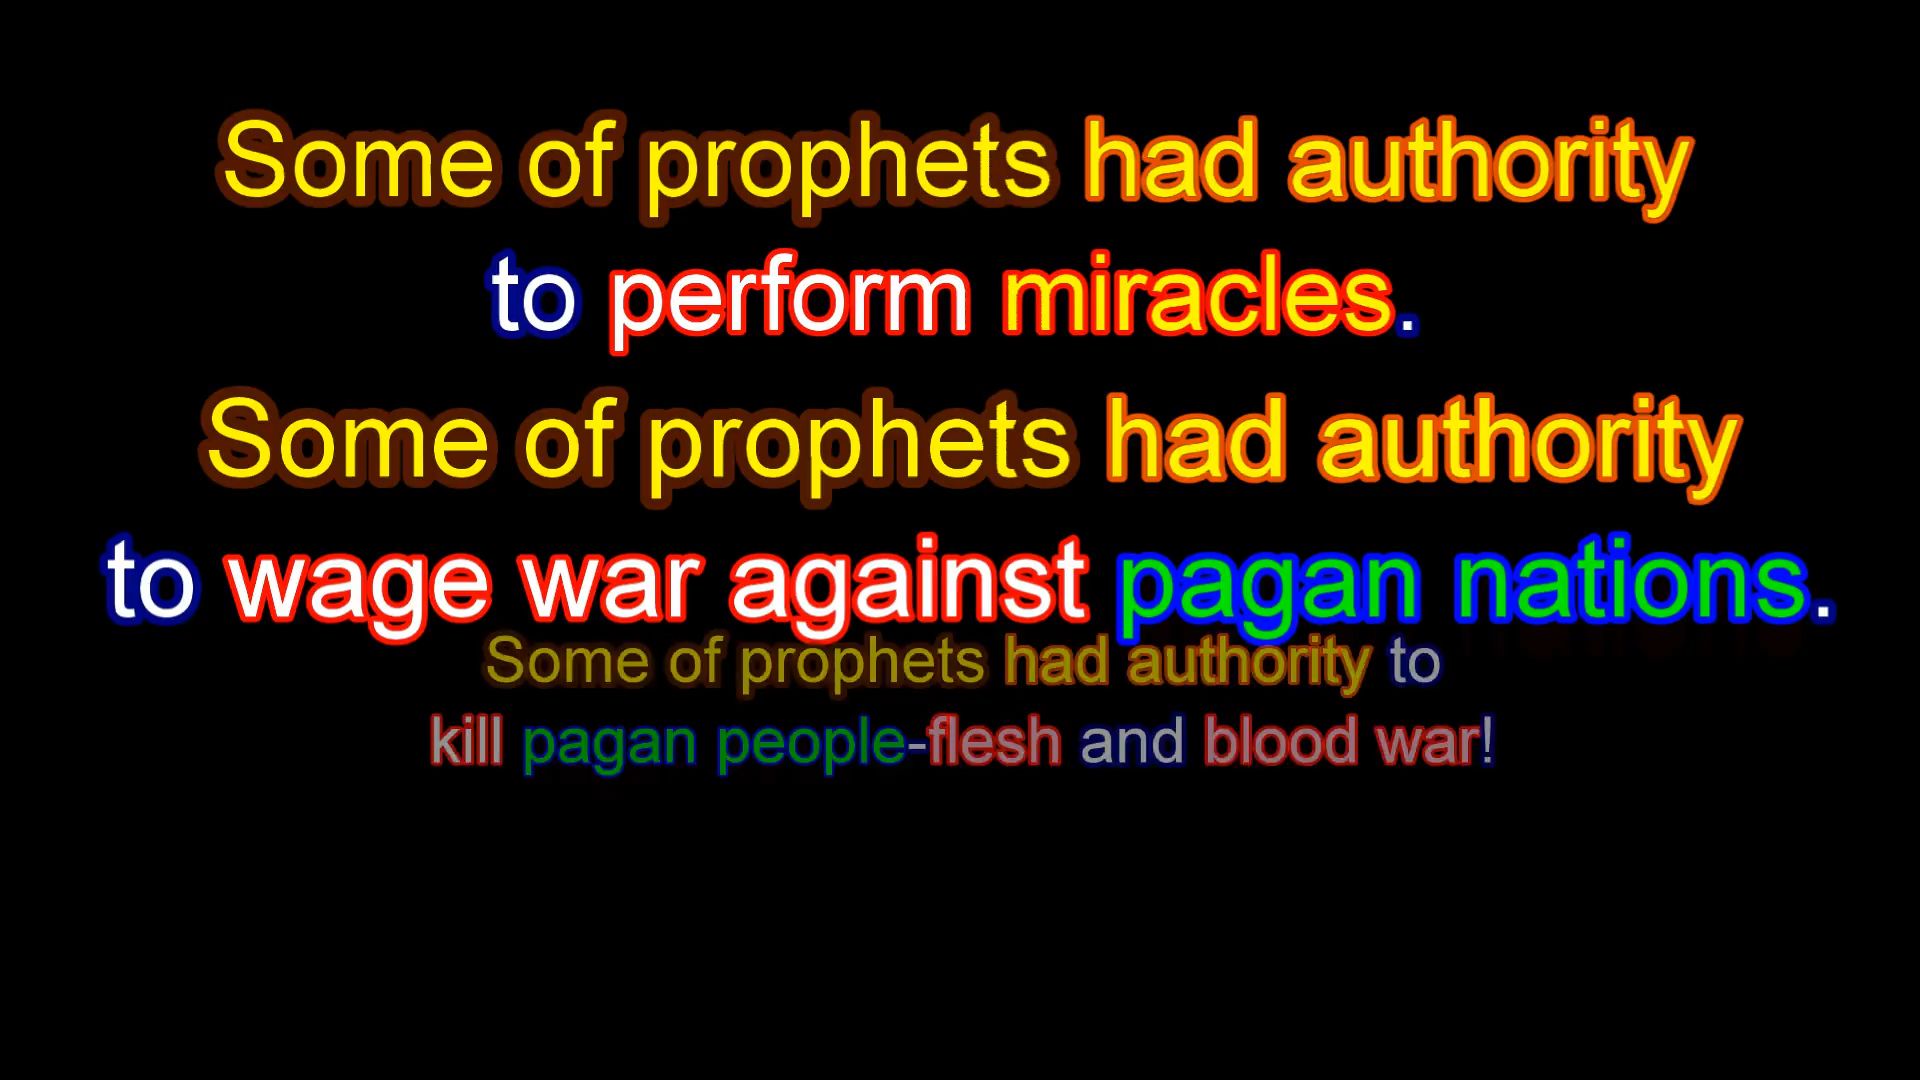 Some of prophets had authority
to perform miracles.
Some of prophets had authority
to wage war against pagan nations.
Some of prophets had authority to
kill pagan people-flesh and blood war!